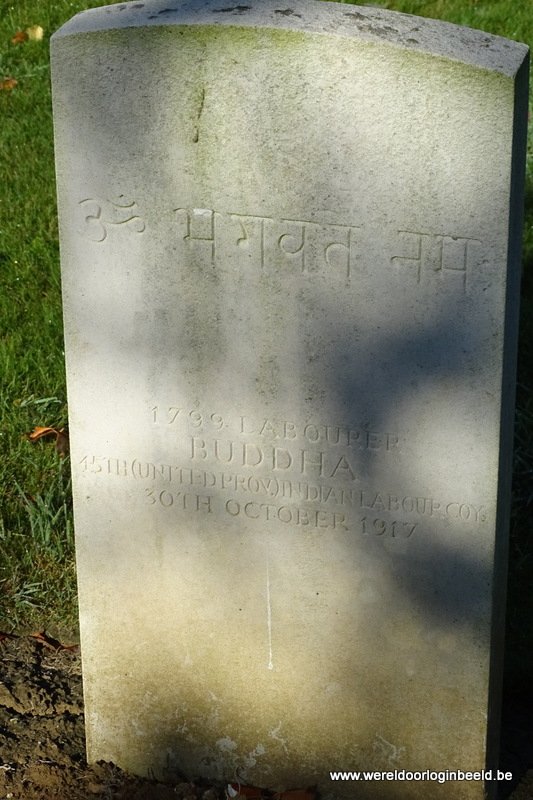 ॐ भगवते नम
1799 LABOURER
BUDDHA
45TH (UNITED PROV.) INDIAN LABOUR COY.
30TH OCTOBER 1917
www.wereldoorloginbeeld.be